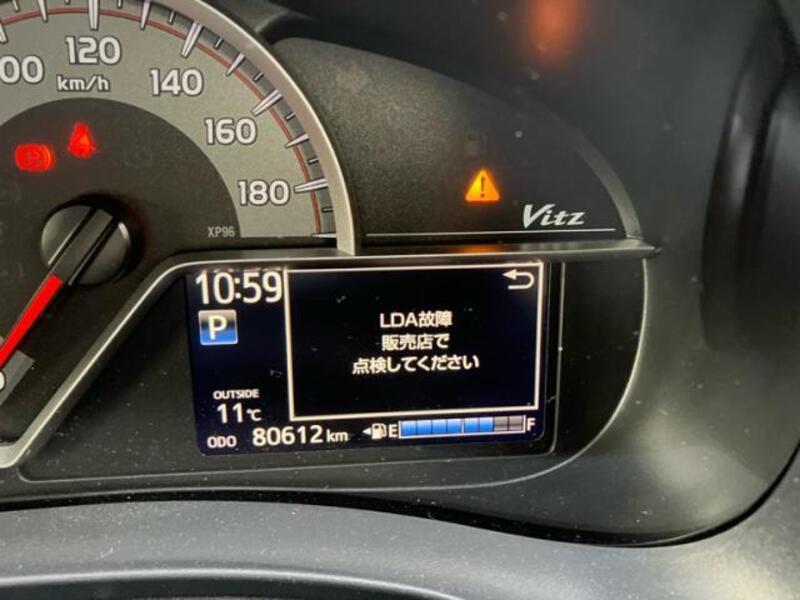 00
120
km/h
140
160
180
XP96
Vitz
10:59
P
LDA故障
販売店で
点検してください
OUTSIDE
11℃
ODO 80612 km
E F